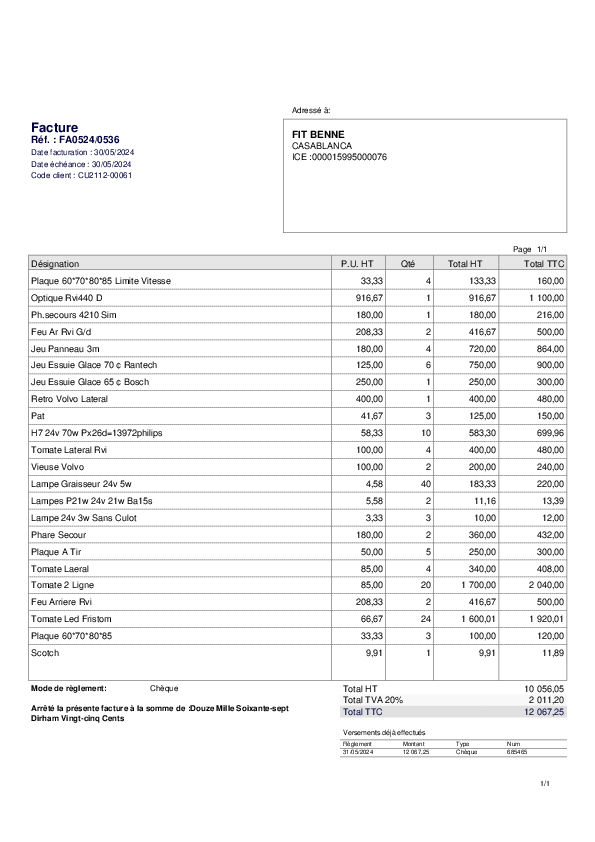 Adressé à:
Facture
Réf. : FA0524/0536
Date facturation : 30/05/2024
Date échéance : 30/05/2024
Code client : CU2112-00061
FIT BENNE
CASABLANCA
ICE :000015995000076
Page 1/1
Désignation P.U. HT Qté Total HT Total TTC
Plaque 60*70*80*85 Limite Vitesse 33,33 4 133,33 160,00
Optique Rvi440 D 916,67 1 916,67 1 100,00
Ph.secours 4210 Sim 180,00 1 180,00 216,00
Feu Ar Rvi G/d 208,33 2 416,67 500,00
Jeu Panneau 3m 180,00 4 720,00 864,00
Jeu Essuie Glace 70 ¢ Rantech 125,00 6 750,00 900,00
Jeu Essuie Glace 65 ¢ Bosch 250,00 1 250,00 300,00
Retro Volvo Lateral 400,00 1 400,00 480,00
Pat 41,67 3 125,00 150,00
H7 24v 70w Px26d=13972philips 58,33 10 583,30 699,96
Tomate Lateral Rvi 100,00 4 400,00 480,00
Vieuse Volvo 100,00 2 200,00 240,00
Lampe Graisseur 24v 5w 4,58 40 183,33 220,00
Lampes P21w 24v 21w Ba15s 5,58 2 11,16 13,39
Lampe 24v 3w Sans Culot 3,33 3 10,00 12,00
Phare Secour 180,00 2 360,00 432,00
Plaque A Tir 50,00 5 250,00 300,00
Tomate Laeral 85,00 4 340,00 408,00
Tomate 2 Ligne 85,00 20 1 700,00 2 040,00
Feu Arriere Rvi 208,33 2 416,67 500,00
Tomate Led Fristom 66,67 24 1 600,01 1 920,01
Plaque 60*70*80*85 33,33 3 100,00 120,00
Scotch 9,91 1 9,91 11,89
Mode de règlement: Chèque
Total HT 10 056,05
Total TVA 20% 2 011,20
Total TTC 12 067,25
Arrêté la présente facture à la somme de :Douze Mille Soixante-sept
Dirham Vingt-cinq Cents
Versements déjà effectués
Règlement Montant Type Num
31/05/2024 12 067,25 Chèque 685465
1/1